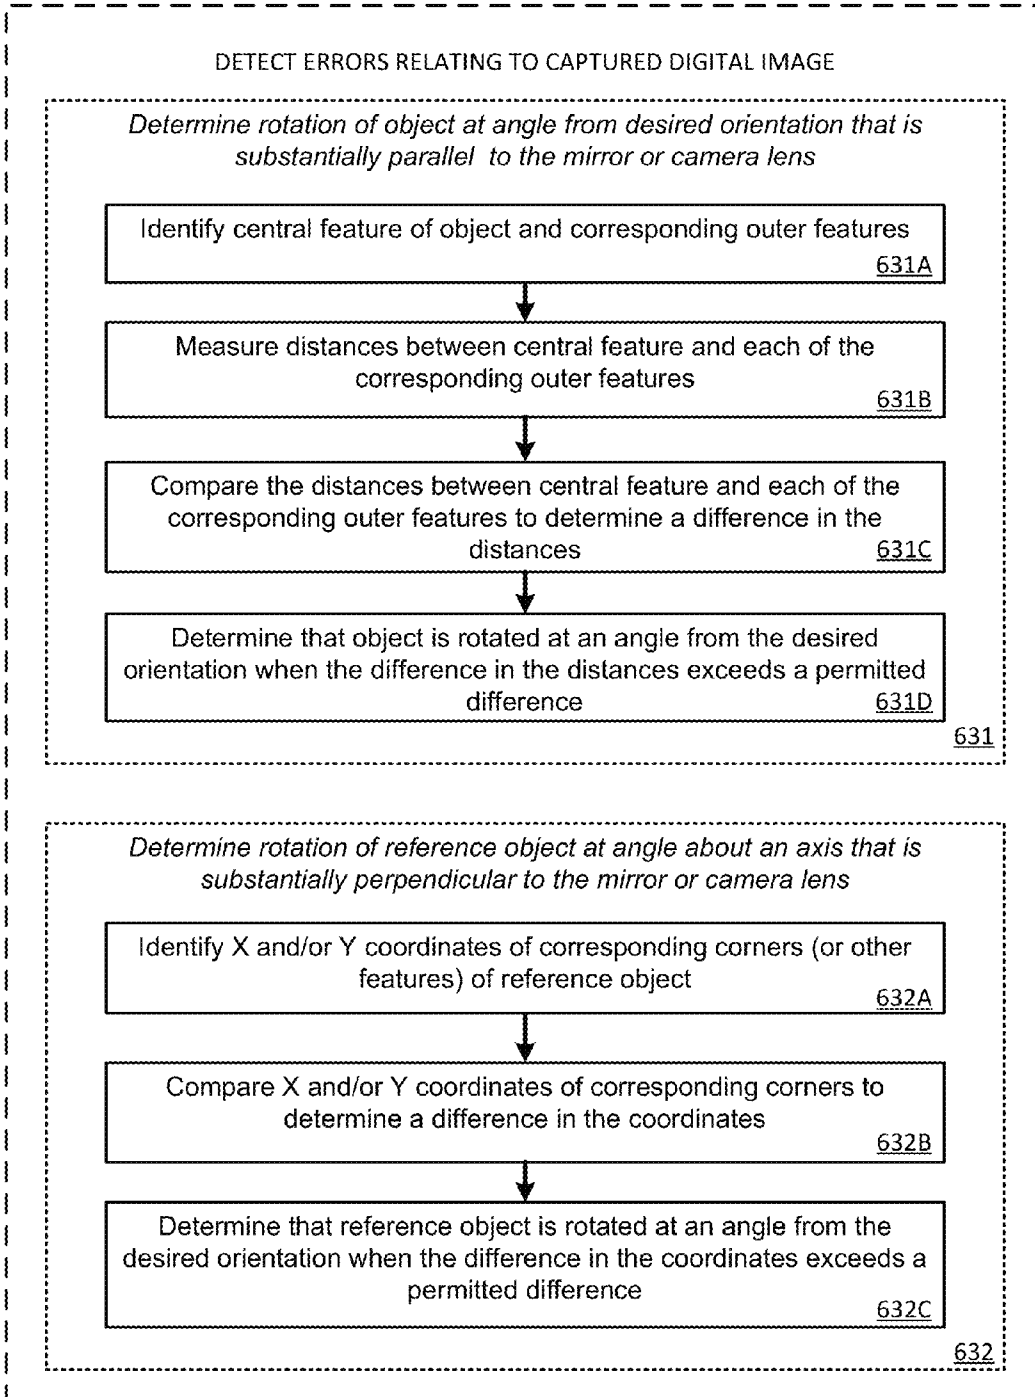 DETECT ERRORS RELATING TO CAPTURED DIGITAL IMAGE
Determine rotation of object at angle from desired orientation that is
substantially parallel to the mirror or camera lens
Identify central feature of object and corresponding outer features
631A
Measure distances between central feature and each of the
corresponding outer features
631B
Compare the distances between central feature and each of the
corresponding outer features to determine a difference in the
distances
631C
Determine that object is rotated at an angle from the desired
orientation when the difference in the distances exceeds a permitted
difference
631D
631
Determine rotation of reference object at angle about an axis that is
substantially perpendicular to the mirror or camera lens
Identify X and/or Y coordinates of corresponding corners (or other
features) of reference object
632A
Compare X and/or Y coordinates of corresponding corners to
determine a difference in the coordinates
632B
Determine that reference object is rotated at an angle from the
desired orientation when the difference in the coordinates exceeds a
permitted difference
632C
632